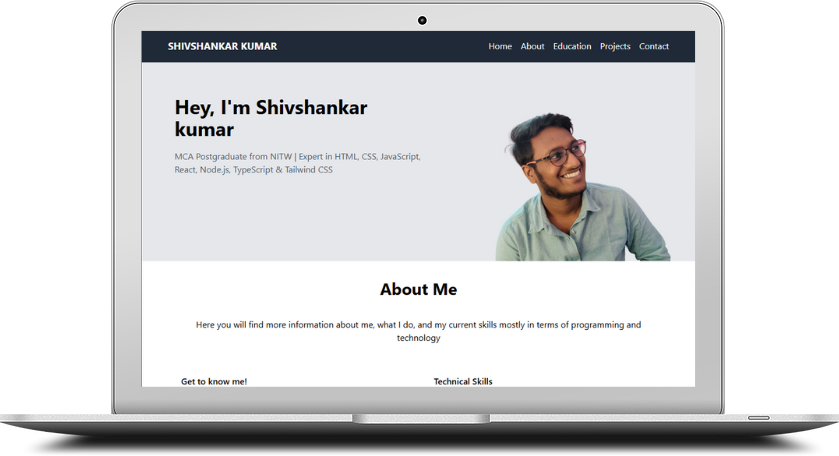 SHIVSHANKAR KUMAR
Home About Education Projects Contact
Hey, I'm Shivshankar
kumar
MCA Postgraduate from NITW | Expert in HTML, CSS, JavaScript,
React, Node.js, TypeScript & Tailwind CSS
About Me
Here you will find more information about me, what I do, and my current skills mostly in terms of programming and
technology
Get to know me!
Technical Skills